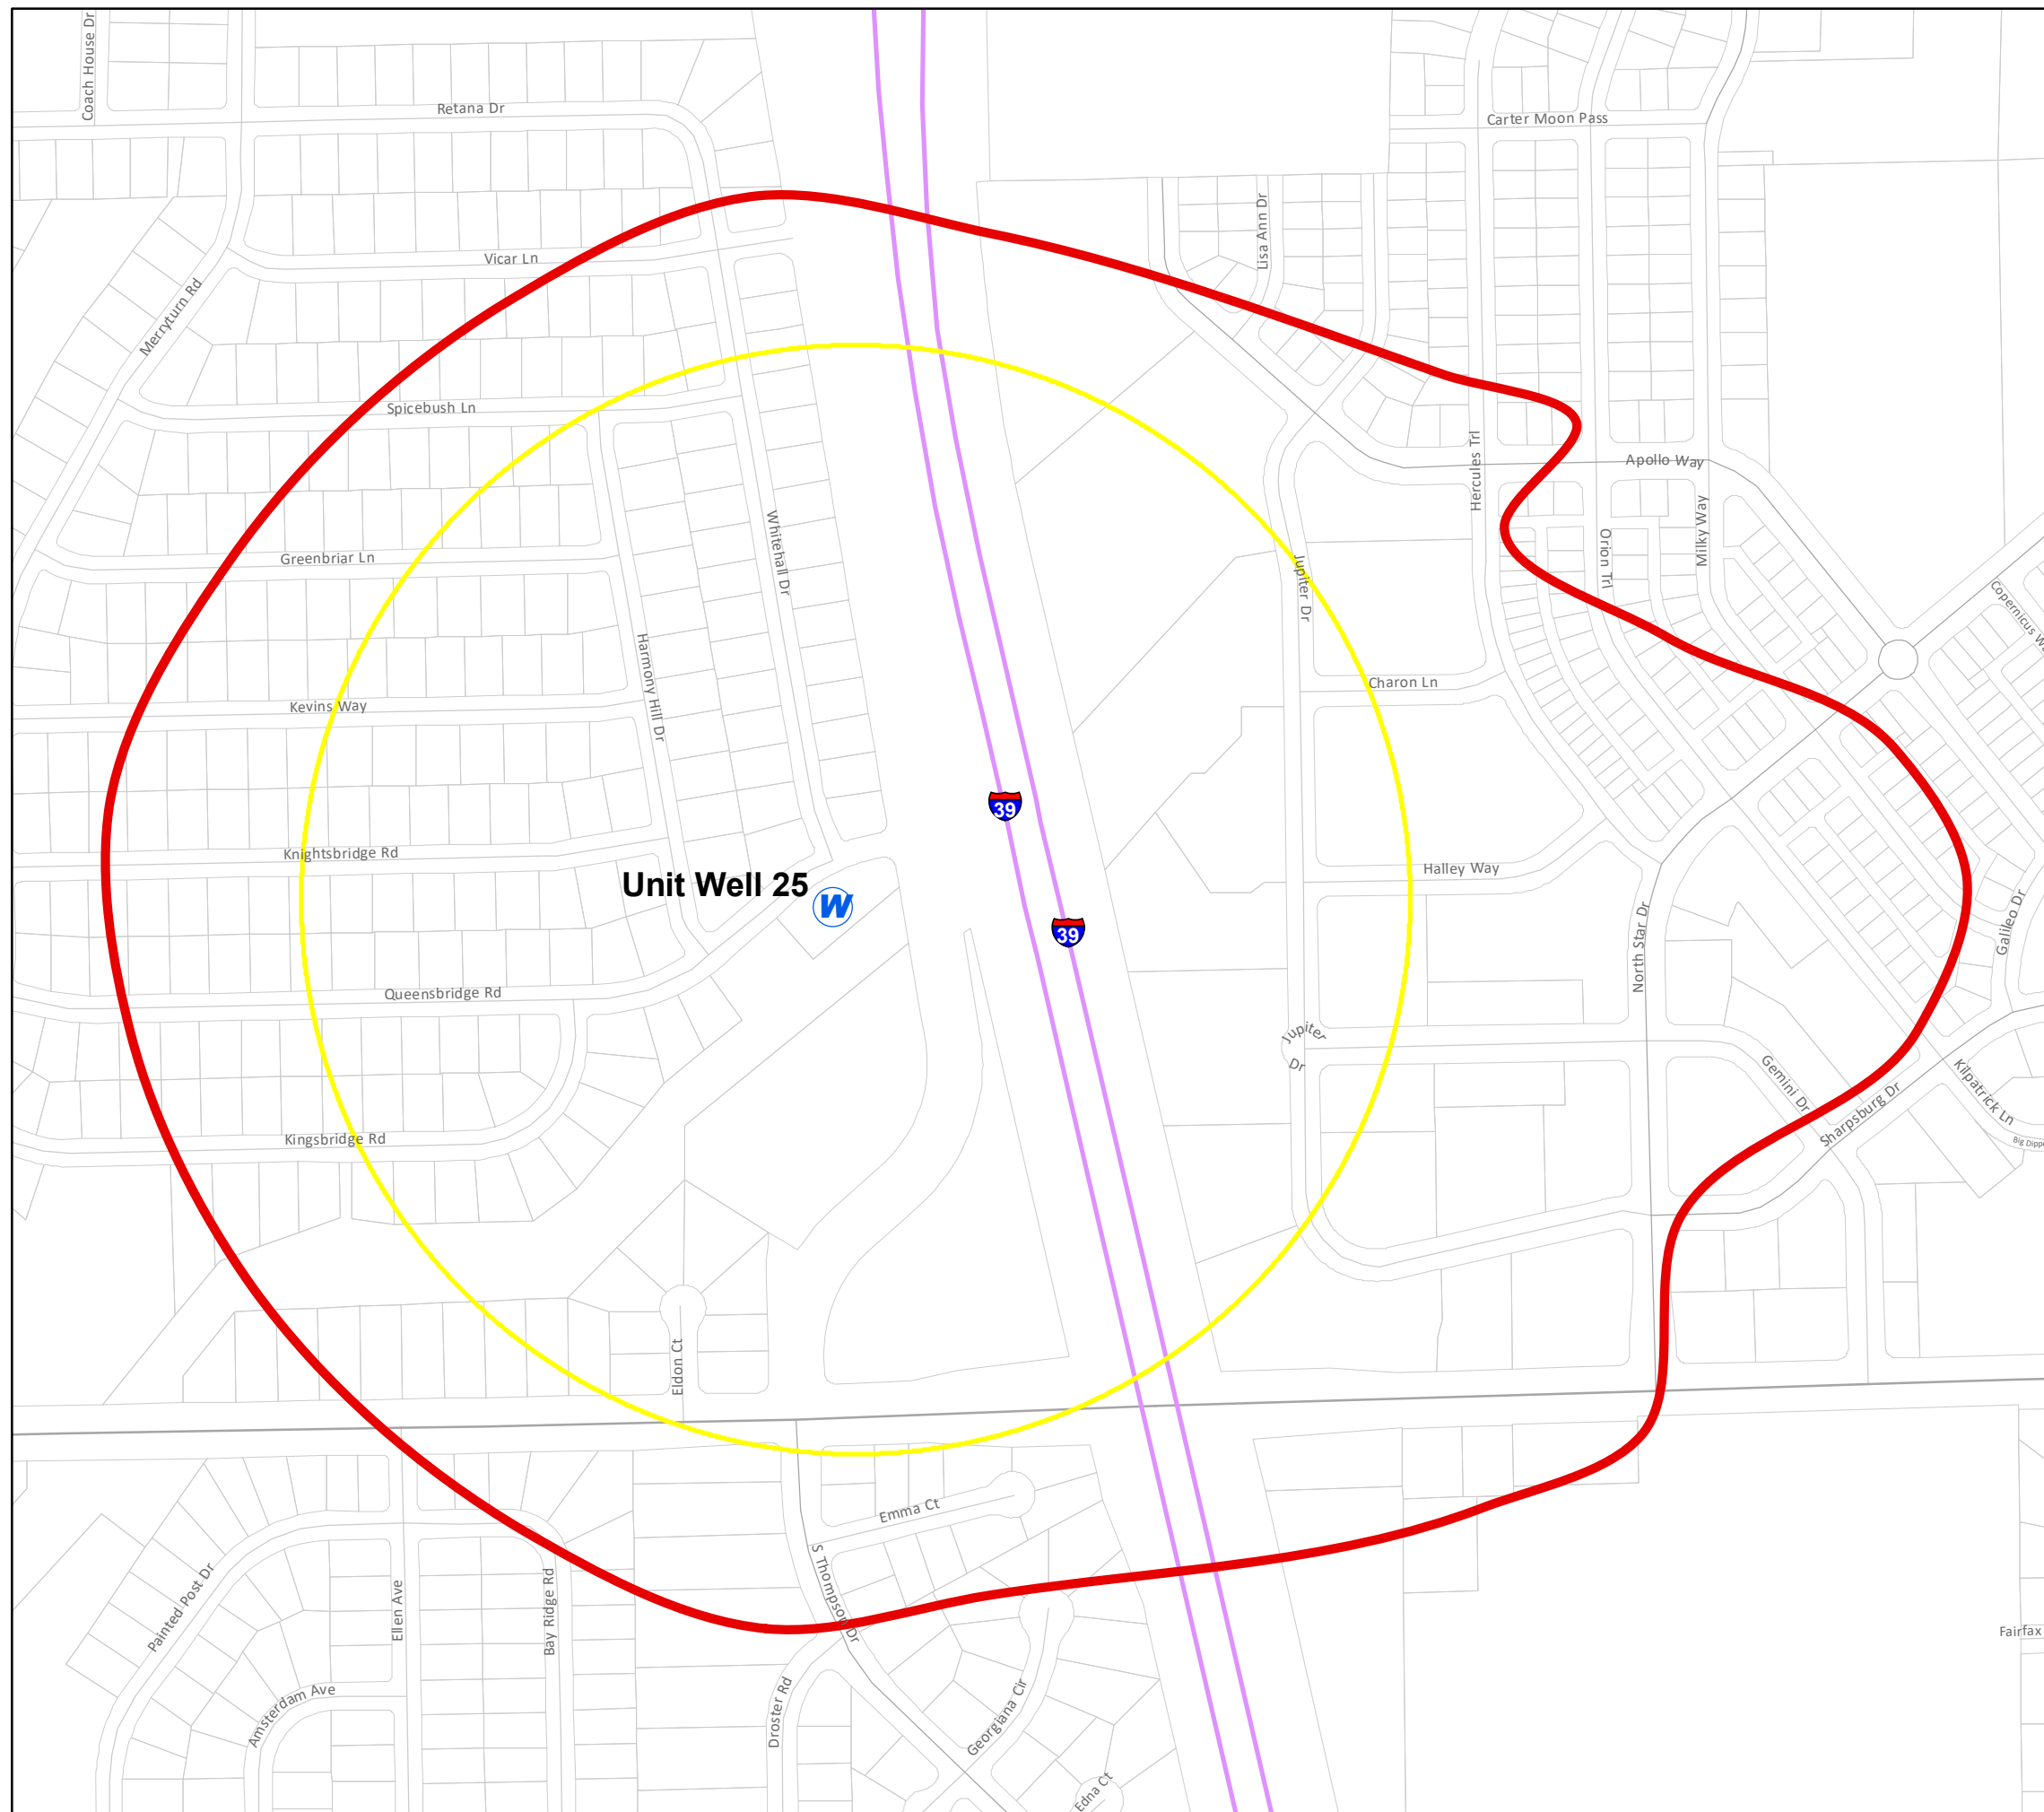 Coach House Dr
Retana Dr
Carter Moon Pass
Lisa Ann Dr
Vicar Ln
Merryturn Rd
Spicebush Ln
Hercules Trl
Apollo Way
Milky Way
Orion Trl
Whitehall Dr
Greenbriar Ln
Jupiter Dr
Copernicus W
Harmony Hill Dr
Charon Ln
Kevins Way
39
Knightsbridge Rd
Halley Way
Unit Well 25
W
39
North Star Dr
Galileo Dr
Queensbridge Rd
Jupiter
Dr
Gemini Dr
Kilpatrick Ln
Sharpsburg Dr
Kingsbridge Rd
Big Dipp
Eldon Ct
Emma Ct
S Thompson Dr
Painted Post Dr
Ellen Ave
Bay Ridge Rd
Fairfax
Amsterdam Ave
Droster Rd
Georgiana Cir
Edna Ct